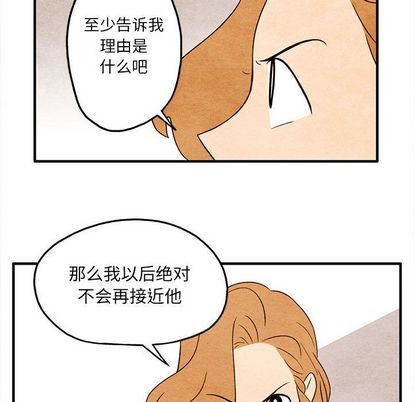 至少告诉我
理由是
什么吧
那么我以后绝对
不会再接近他